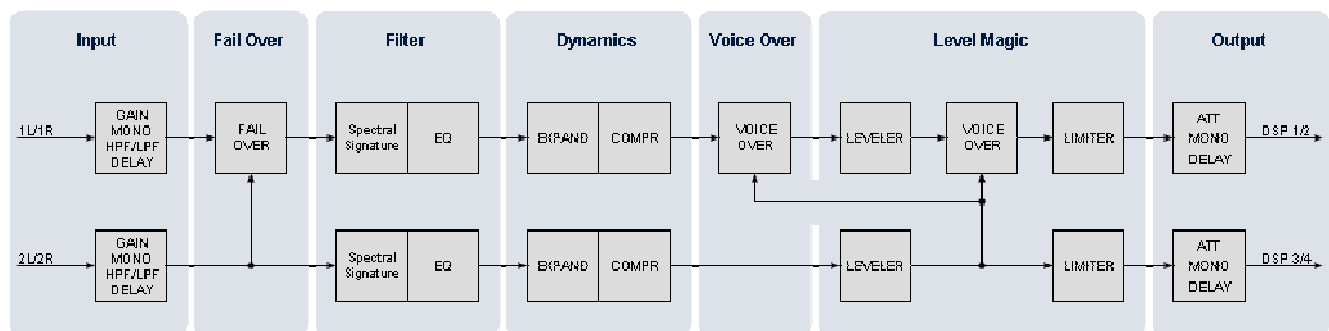 Input
Fail Over
Filter
Dynamics
Voice Over
Level Magic
Output
1L/1R
GAIN
MONO
HPF/LPF
DELAY
FAIL
OVER
Spectral
Signature
EQ
EXPAND
COMPR
VOICE
OVER
LEVELER
VOICE
OVER
LIMITER
ATT
MONO
DELAY
DSP 1/2
2L/2R
GAIN
MONO
HPF/LPF
DELAY
Spectral
Signature
EQ
EXPAND
COMPR
LEVELER
LIMITER
ATT
MONO
DELAY
DSP 3/4